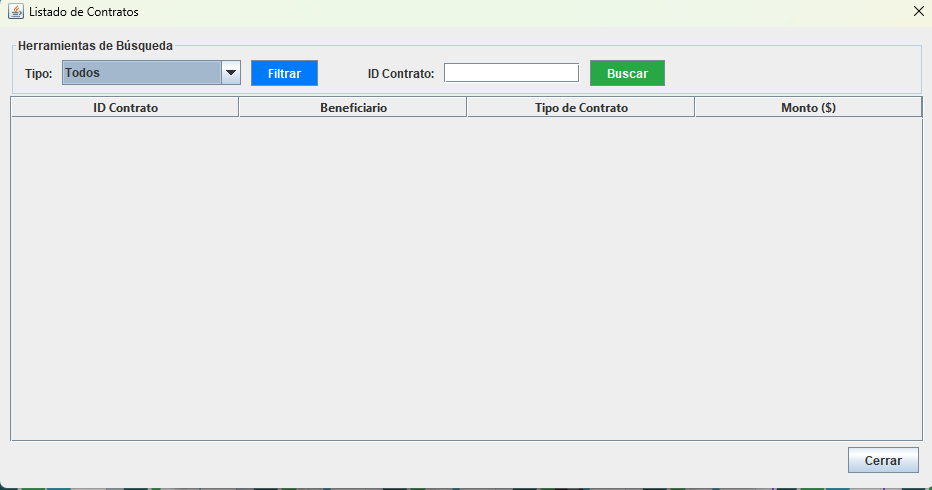 Listado de Contratos
Herramientas de Búsqueda
Tipo: Todos Filtrar ID Contrato: Buscar
ID Contrato Beneficiario Tipo de Contrato Monto ($)
Cerrar